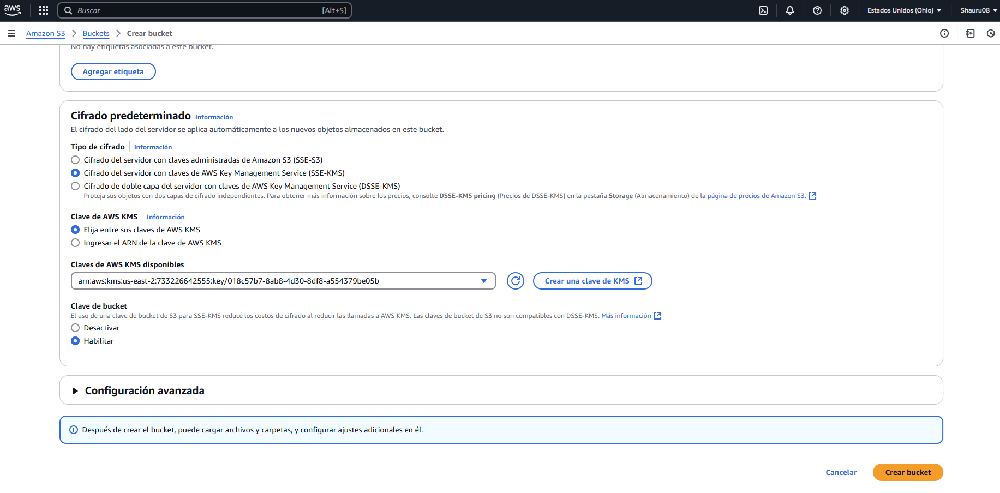 aws
Buscar [Alt+S]
Estados Unidos (Ohio)
Shauru08
Amazon S3
Buckets
Crear bucket
No hay etiquetas asociadas a este bucket.
Agregar etiqueta
Cifrado predeterminado Información
El cifrado del lado del servidor se aplica automáticamente a los nuevos objetos almacenados en este bucket.
Tipo de cifrado Información
Cifrado del servidor con claves administradas de Amazon S3 (SSE-S3)
Cifrado del servidor con claves de AWS Key Management Service (SSE-KMS)
Cifrado de doble capa del servidor con claves de AWS Key Management Service (DSSE-KMS)
Proteja sus objetos con dos capas de cifrado independientes. Para obtener más información sobre los precios, consulte DSSE-KMS pricing (Precios de DSSE-KMS) en la pestaña Storage (Almacenamiento) de la página de precios de Amazon S3.
Clave de AWS KMS Información
Elija entre sus claves de AWS KMS
Ingresar el ARN de la clave de AWS KMS
Claves de AWS KMS disponibles
arn:aws:kms:us-east-2:733226642555:key/018c57b7-8ab8-4d30-8df8-a554379be05b
Crear una clave de KMS
Clave de bucket
El uso de una clave de bucket de S3 para SSE-KMS reduce los costos de cifrado al reducir las llamadas a AWS KMS. Las claves de bucket de S3 no son compatibles con DSSE-KMS. Más información
Desactivar
Habilitar
Configuración avanzada
Después de crear el bucket, puede cargar archivos y carpetas, y configurar ajustes adicionales en él.
Cancelar
Crear bucket